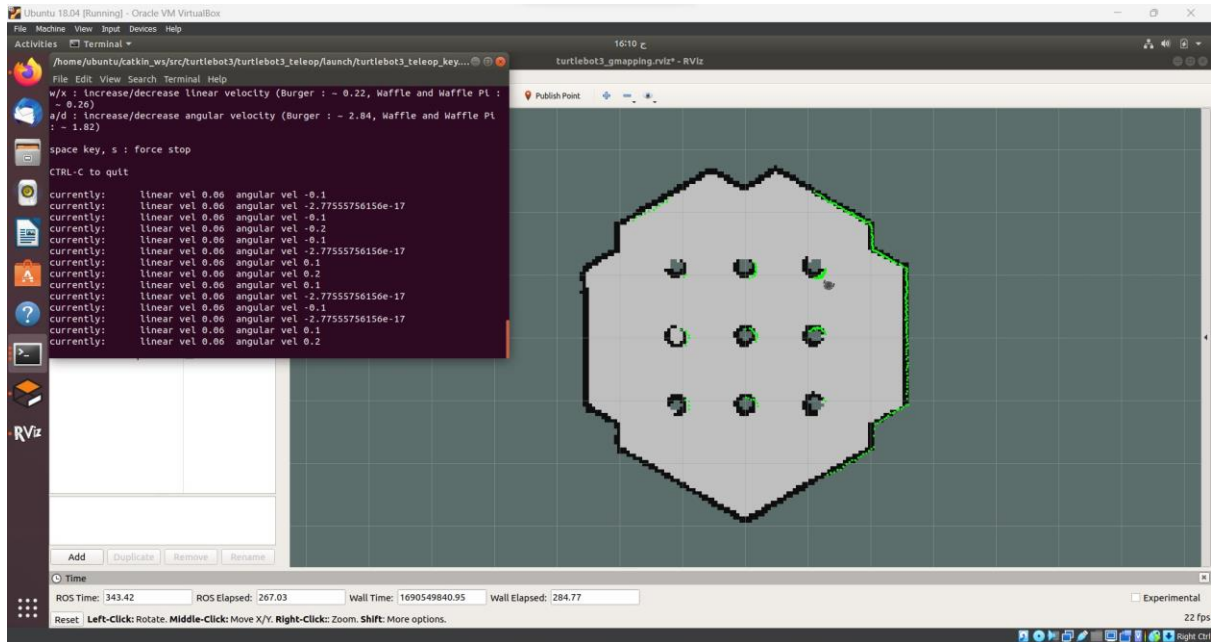 Ubuntu 18.04 [Running] - Oracle VM VirtualBox
File Machine View Input Devices Help
Activities Terminal 16:10 ج
/home/ubuntu/catkin_ws/src/turtlebot3/turtlebot3_teleop/launch/turtlebot3_teleop_key....
turtlebot3_gmapping.rviz* - RViz
File Edit View Search Terminal Help
Publish Point
w/x : increase/decrease linear velocity (Burger : ~ 0.22, Waffle and Waffle Pi :
~ 0.26)
a/d : increase/decrease angular velocity (Burger : ~ 2.84, Waffle and Waffle Pi
: ~ 1.82)
space key, s : force stop
CTRL-C to quit
currently: linear vel 0.06 angular vel -0.1
currently: linear vel 0.06 angular vel -2.77555756156e-17
currently: linear vel 0.06 angular vel -0.1
currently: linear vel 0.06 angular vel -0.2
currently: linear vel 0.06 angular vel -0.1
currently: linear vel 0.06 angular vel -2.77555756156e-17
currently: linear vel 0.06 angular vel 0.1
currently: linear vel 0.06 angular vel 0.2
currently: linear vel 0.06 angular vel 0.1
currently: linear vel 0.06 angular vel -2.77555756156e-17
currently: linear vel 0.06 angular vel -0.1
currently: linear vel 0.06 angular vel -2.77555756156e-17
currently: linear vel 0.06 angular vel 0.1
currently: linear vel 0.06 angular vel 0.2
RViz
Add Duplicate Remove Rename
Time
ROS Time: 343.42 ROS Elapsed: 267.03 Wall Time: 1690549840.95 Wall Elapsed: 284.77 Experimental
Reset Left-Click: Rotate. Middle-Click: Move X/Y. Right-Click:: Zoom. Shift: More options. 22 fps
Right Ctrl